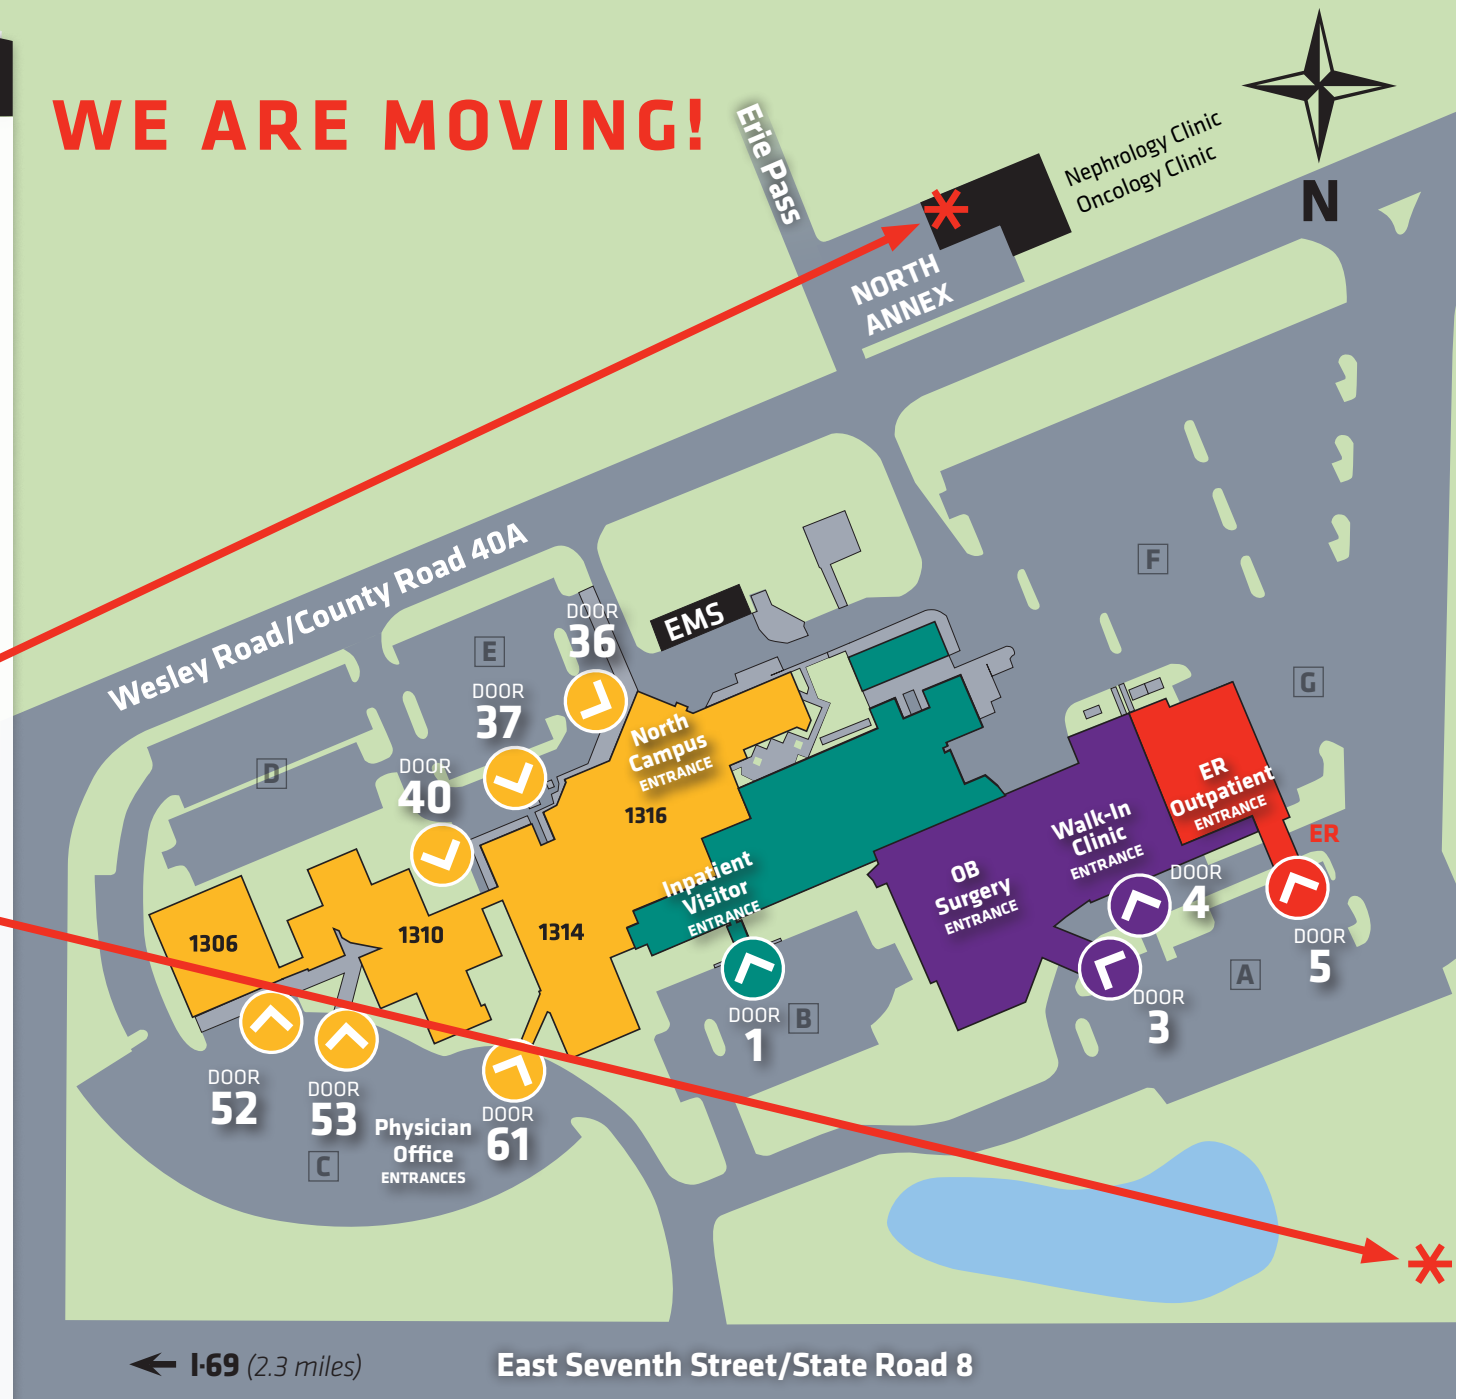 WE ARE MOVING!
Erie Pass
Nephrology Clinic
Oncology Clinic
N
NORTH
ANNEX
Wesley Road/County Road 40A
EMS
F
E
G
D
DOOR
36
DOOR
37
DOOR
40
North
Campus
ENTRANCE
1316
ER
Outpatient
ENTRANCE
ER
Walk-In
Clinic
ENTRANCE
OB
Surgery
ENTRANCE
Inpatient
Visitor
ENTRANCE
1306
1310
1314
DOOR
4
DOOR
5
A
DOOR
3
DOOR
1
B
DOOR
52
DOOR
53
Physician
Office
ENTRANCES
DOOR
61
C
I-69 (2.3 miles)
East Seventh Street/State Road 8